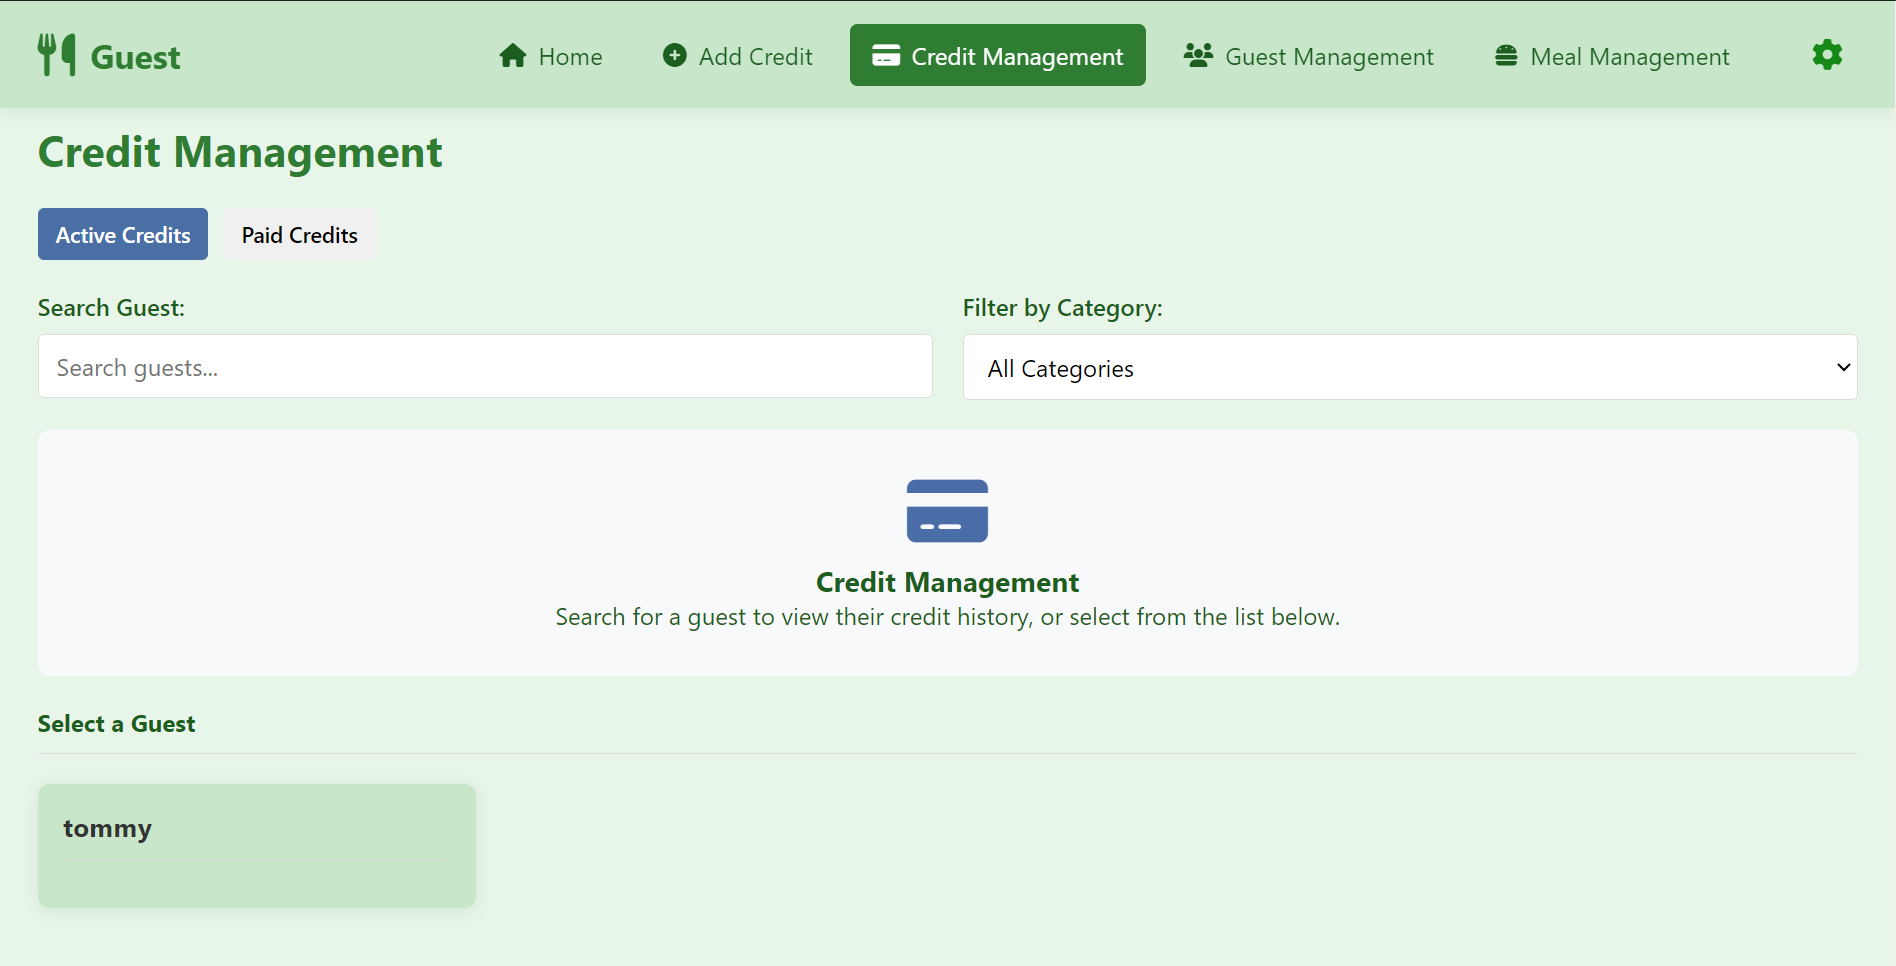 Guest
Home
Add Credit
Credit Management
Guest Management
Meal Management
Credit Management
Active Credits
Paid Credits
Search Guest:
Filter by Category:
Search guests...
All Categories
Credit Management
Search for a guest to view their credit history, or select from the list below.
Select a Guest
tommy